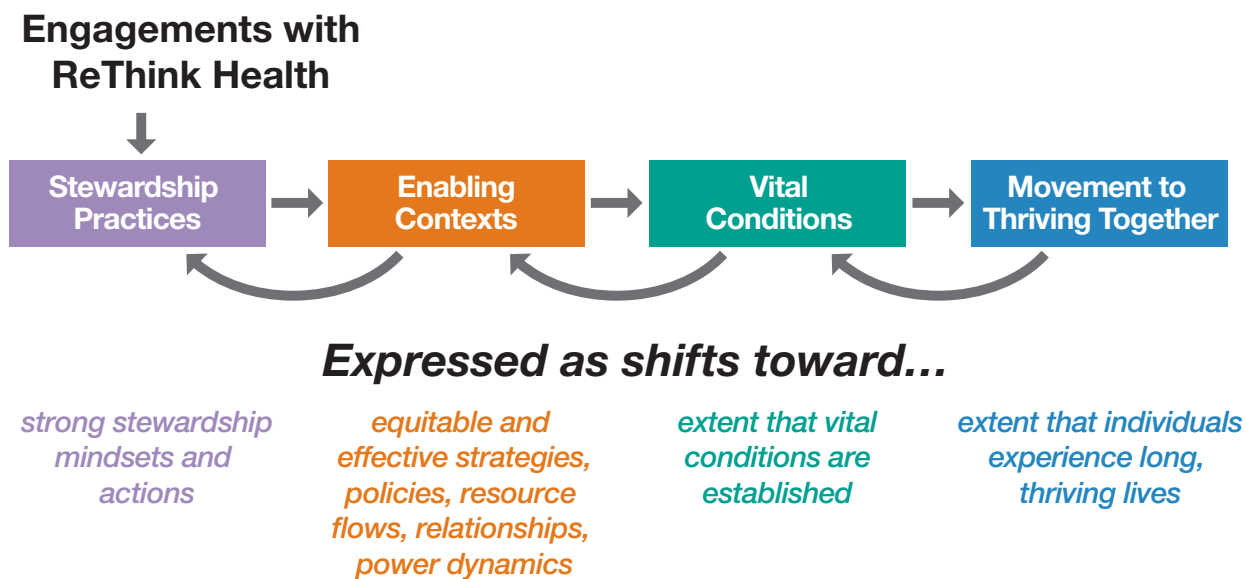 Engagements with
ReThink Health
Stewardship
Practices
Enabling
Contexts
Vital
Conditions
Movement to
Thriving Together
Expressed as shifts toward…
strong stewardship
mindsets and
actions
equitable and
effective strategies,
policies, resource
flows, relationships,
power dynamics
extent that vital
conditions are
established
extent that individuals
experience long,
thriving lives